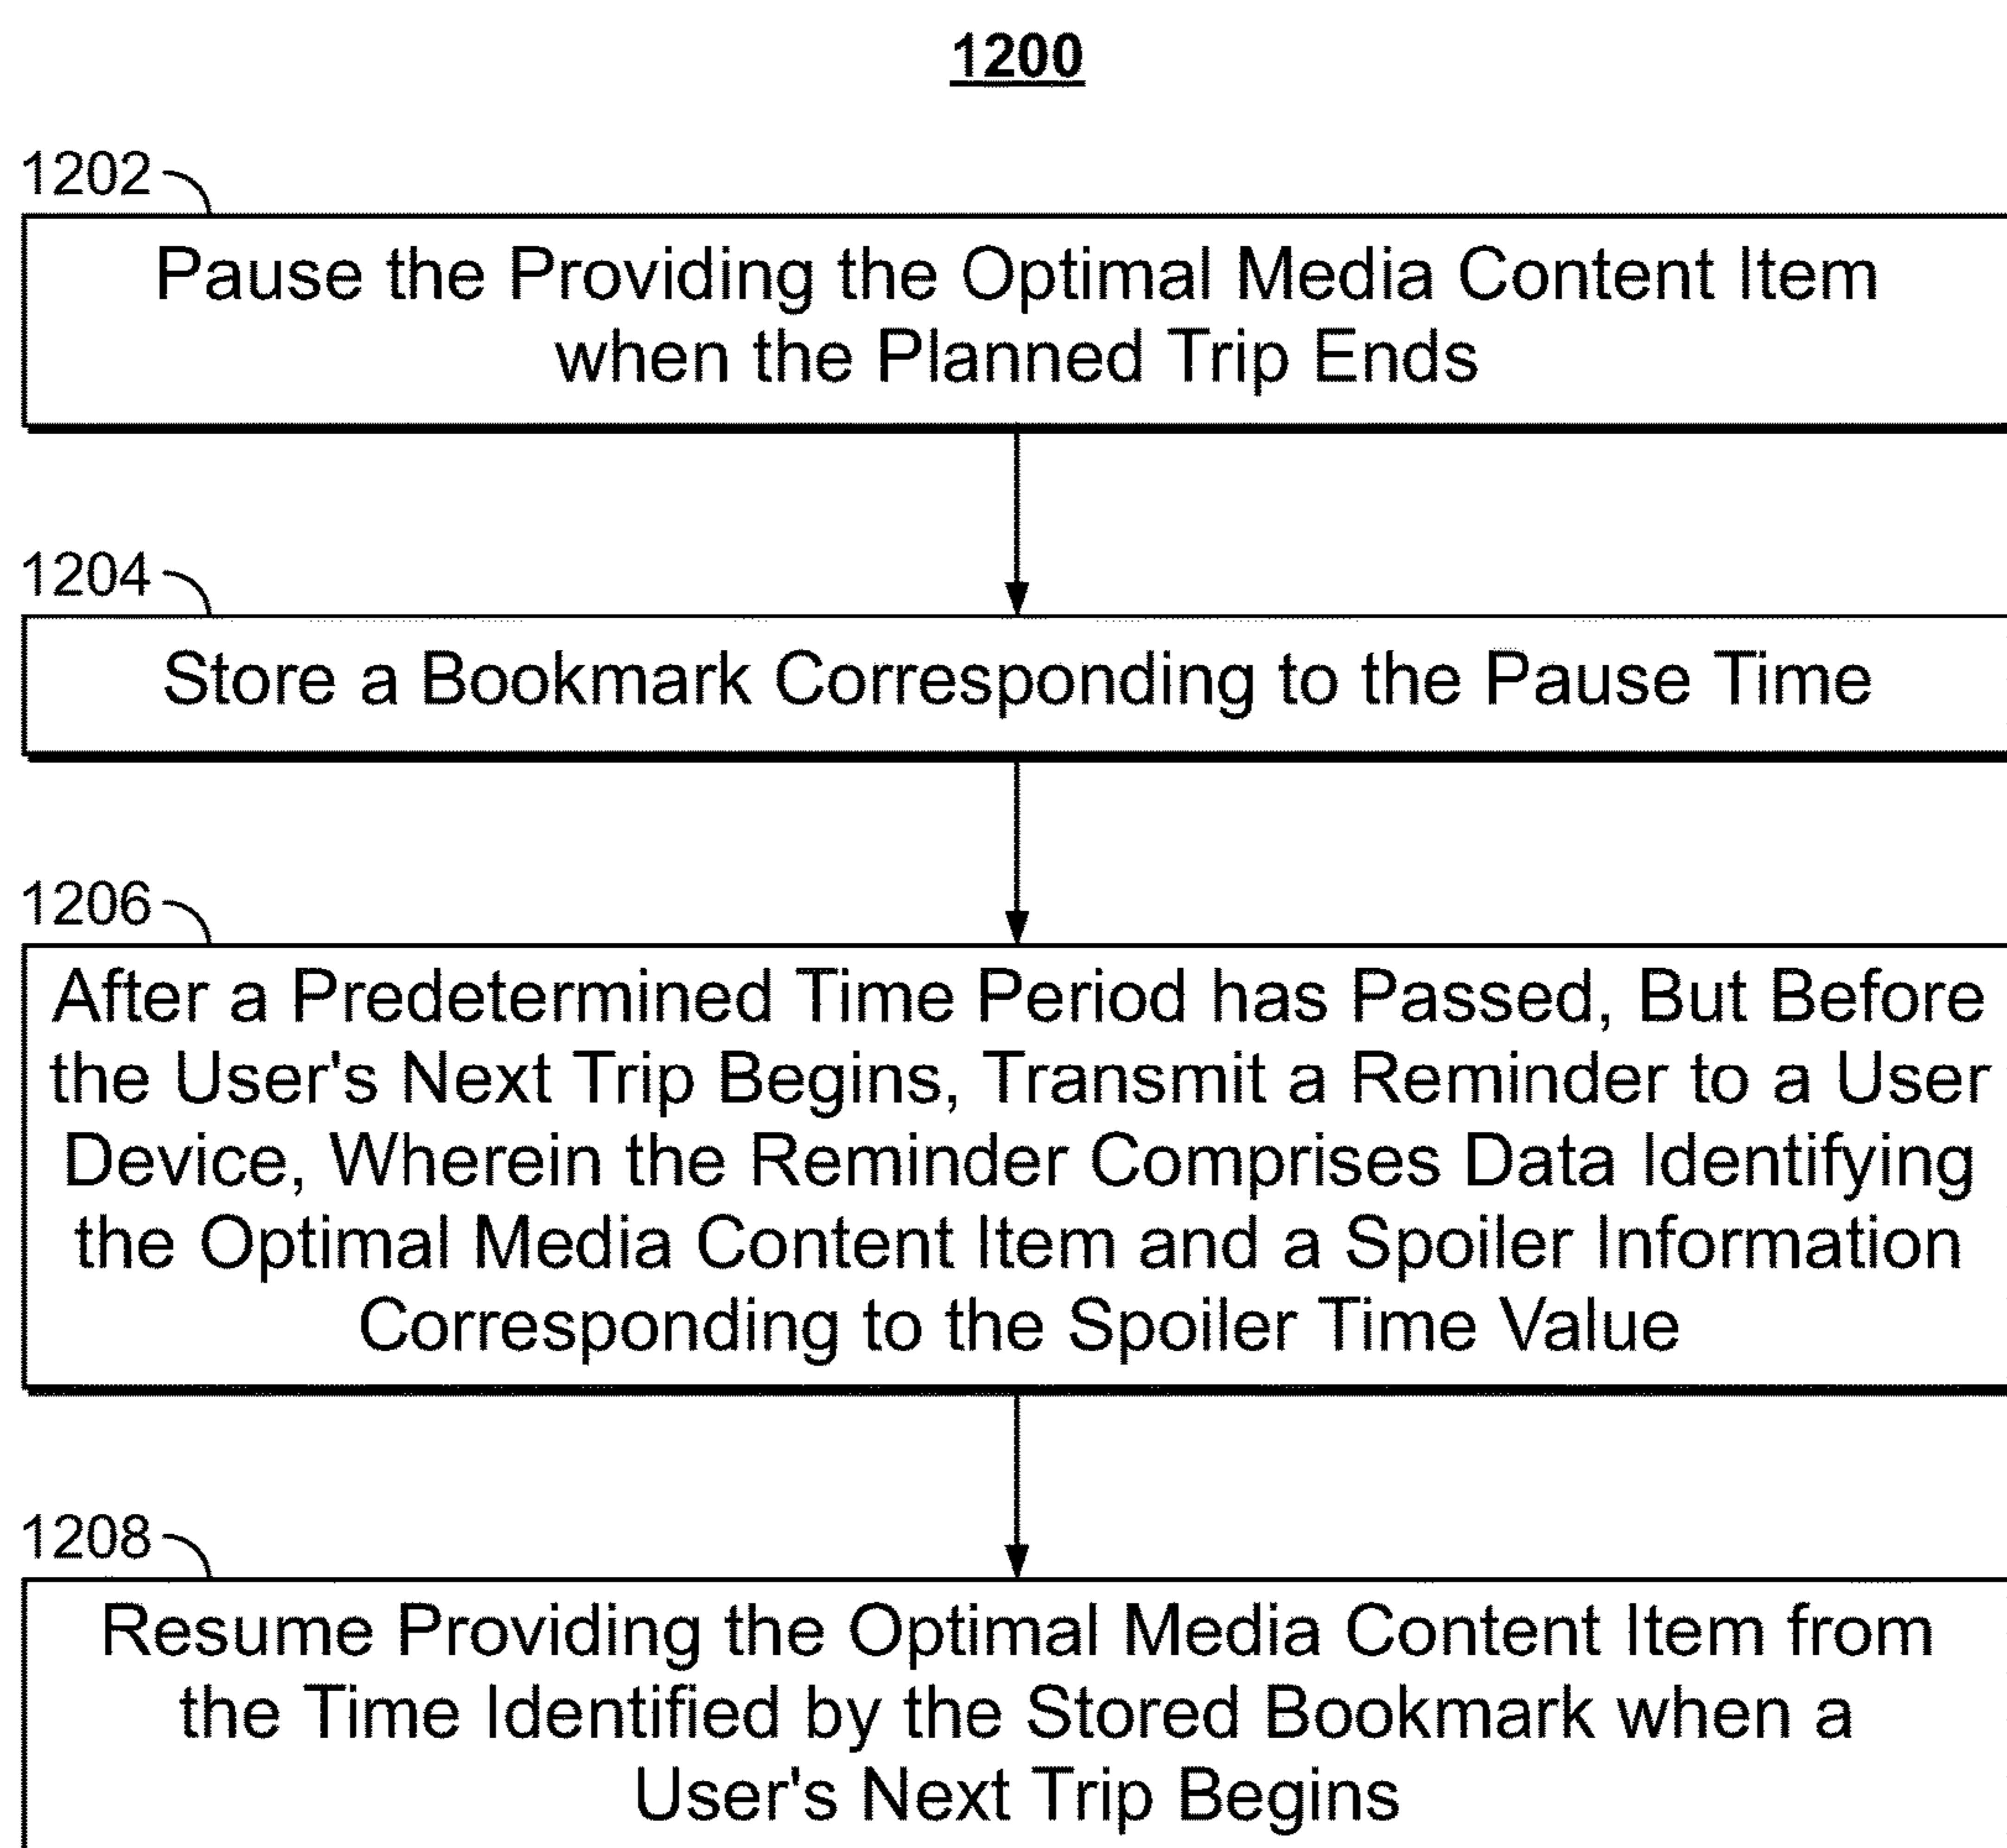 1200
1202
Pause the Providing the Optimal Media Content Item
when the Planned Trip Ends
1204
Store a Bookmark Corresponding to the Pause Time
1206
After a Predetermined Time Period has Passed, But Before
the User's Next Trip Begins, Transmit a Reminder to a User
Device, Wherein the Reminder Comprises Data Identifying
the Optimal Media Content Item and a Spoiler Information
Corresponding to the Spoiler Time Value
1208
Resume Providing the Optimal Media Content Item from
the Time Identified by the Stored Bookmark when a
User's Next Trip Begins